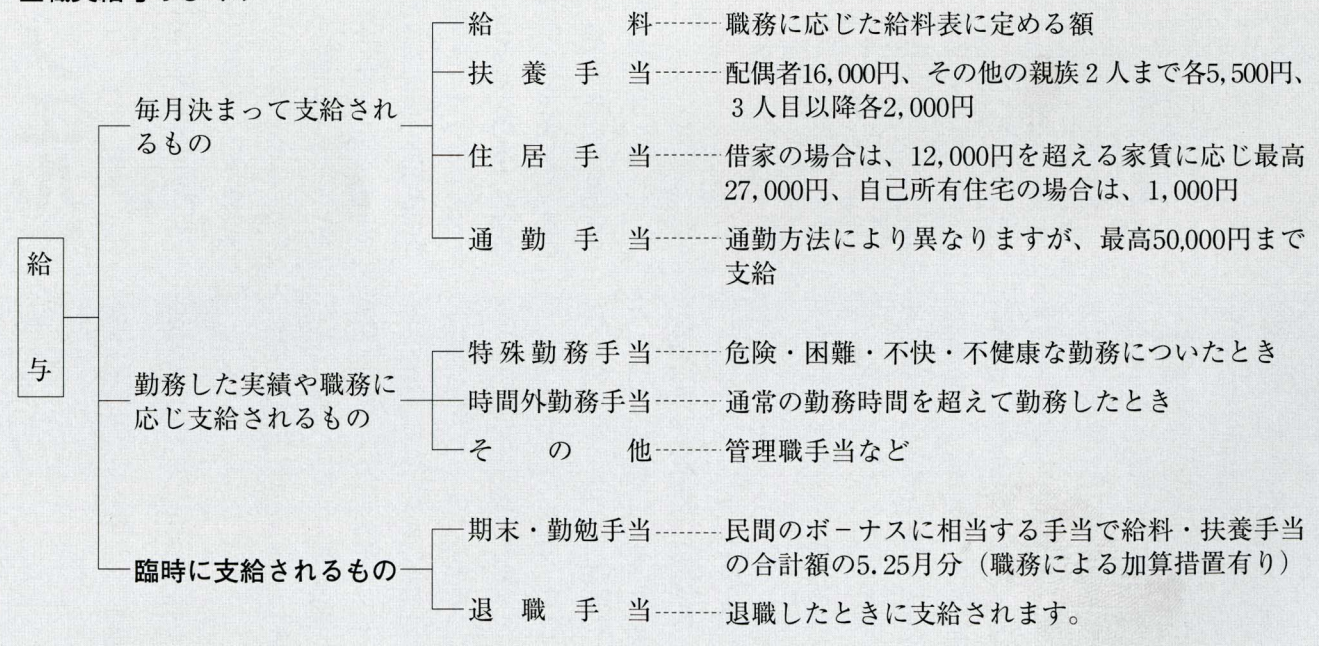 給料 職務に応じた給料表に定める額
扶養手当 配偶者16,000円、その他の親族2人まで各5,500円、
3人目以降各2,000円
毎月決まって支給され
るもの
住居手当 借家の場合は、12,000円を超える家賃に応じ最高
27,000円、自己所有住宅の場合は、1,000円
通勤手当 通勤方法により異なりますが、最高50,000円まで
支給
給与
特殊勤務手当 危険・困難・不快・不健康な勤務についたとき
勤務した実績や職務に
応じ支給されるもの
時間外勤務手当 通常の勤務時間を超えて勤務したとき
その他 管理職手当など
期末・勤勉手当 民間のボーナスに相当する手当で給料・扶養手当
の合計額の5.25月分（職務による加算措置有り）
臨時に支給されるもの
退職手当 退職したときに支給されます。